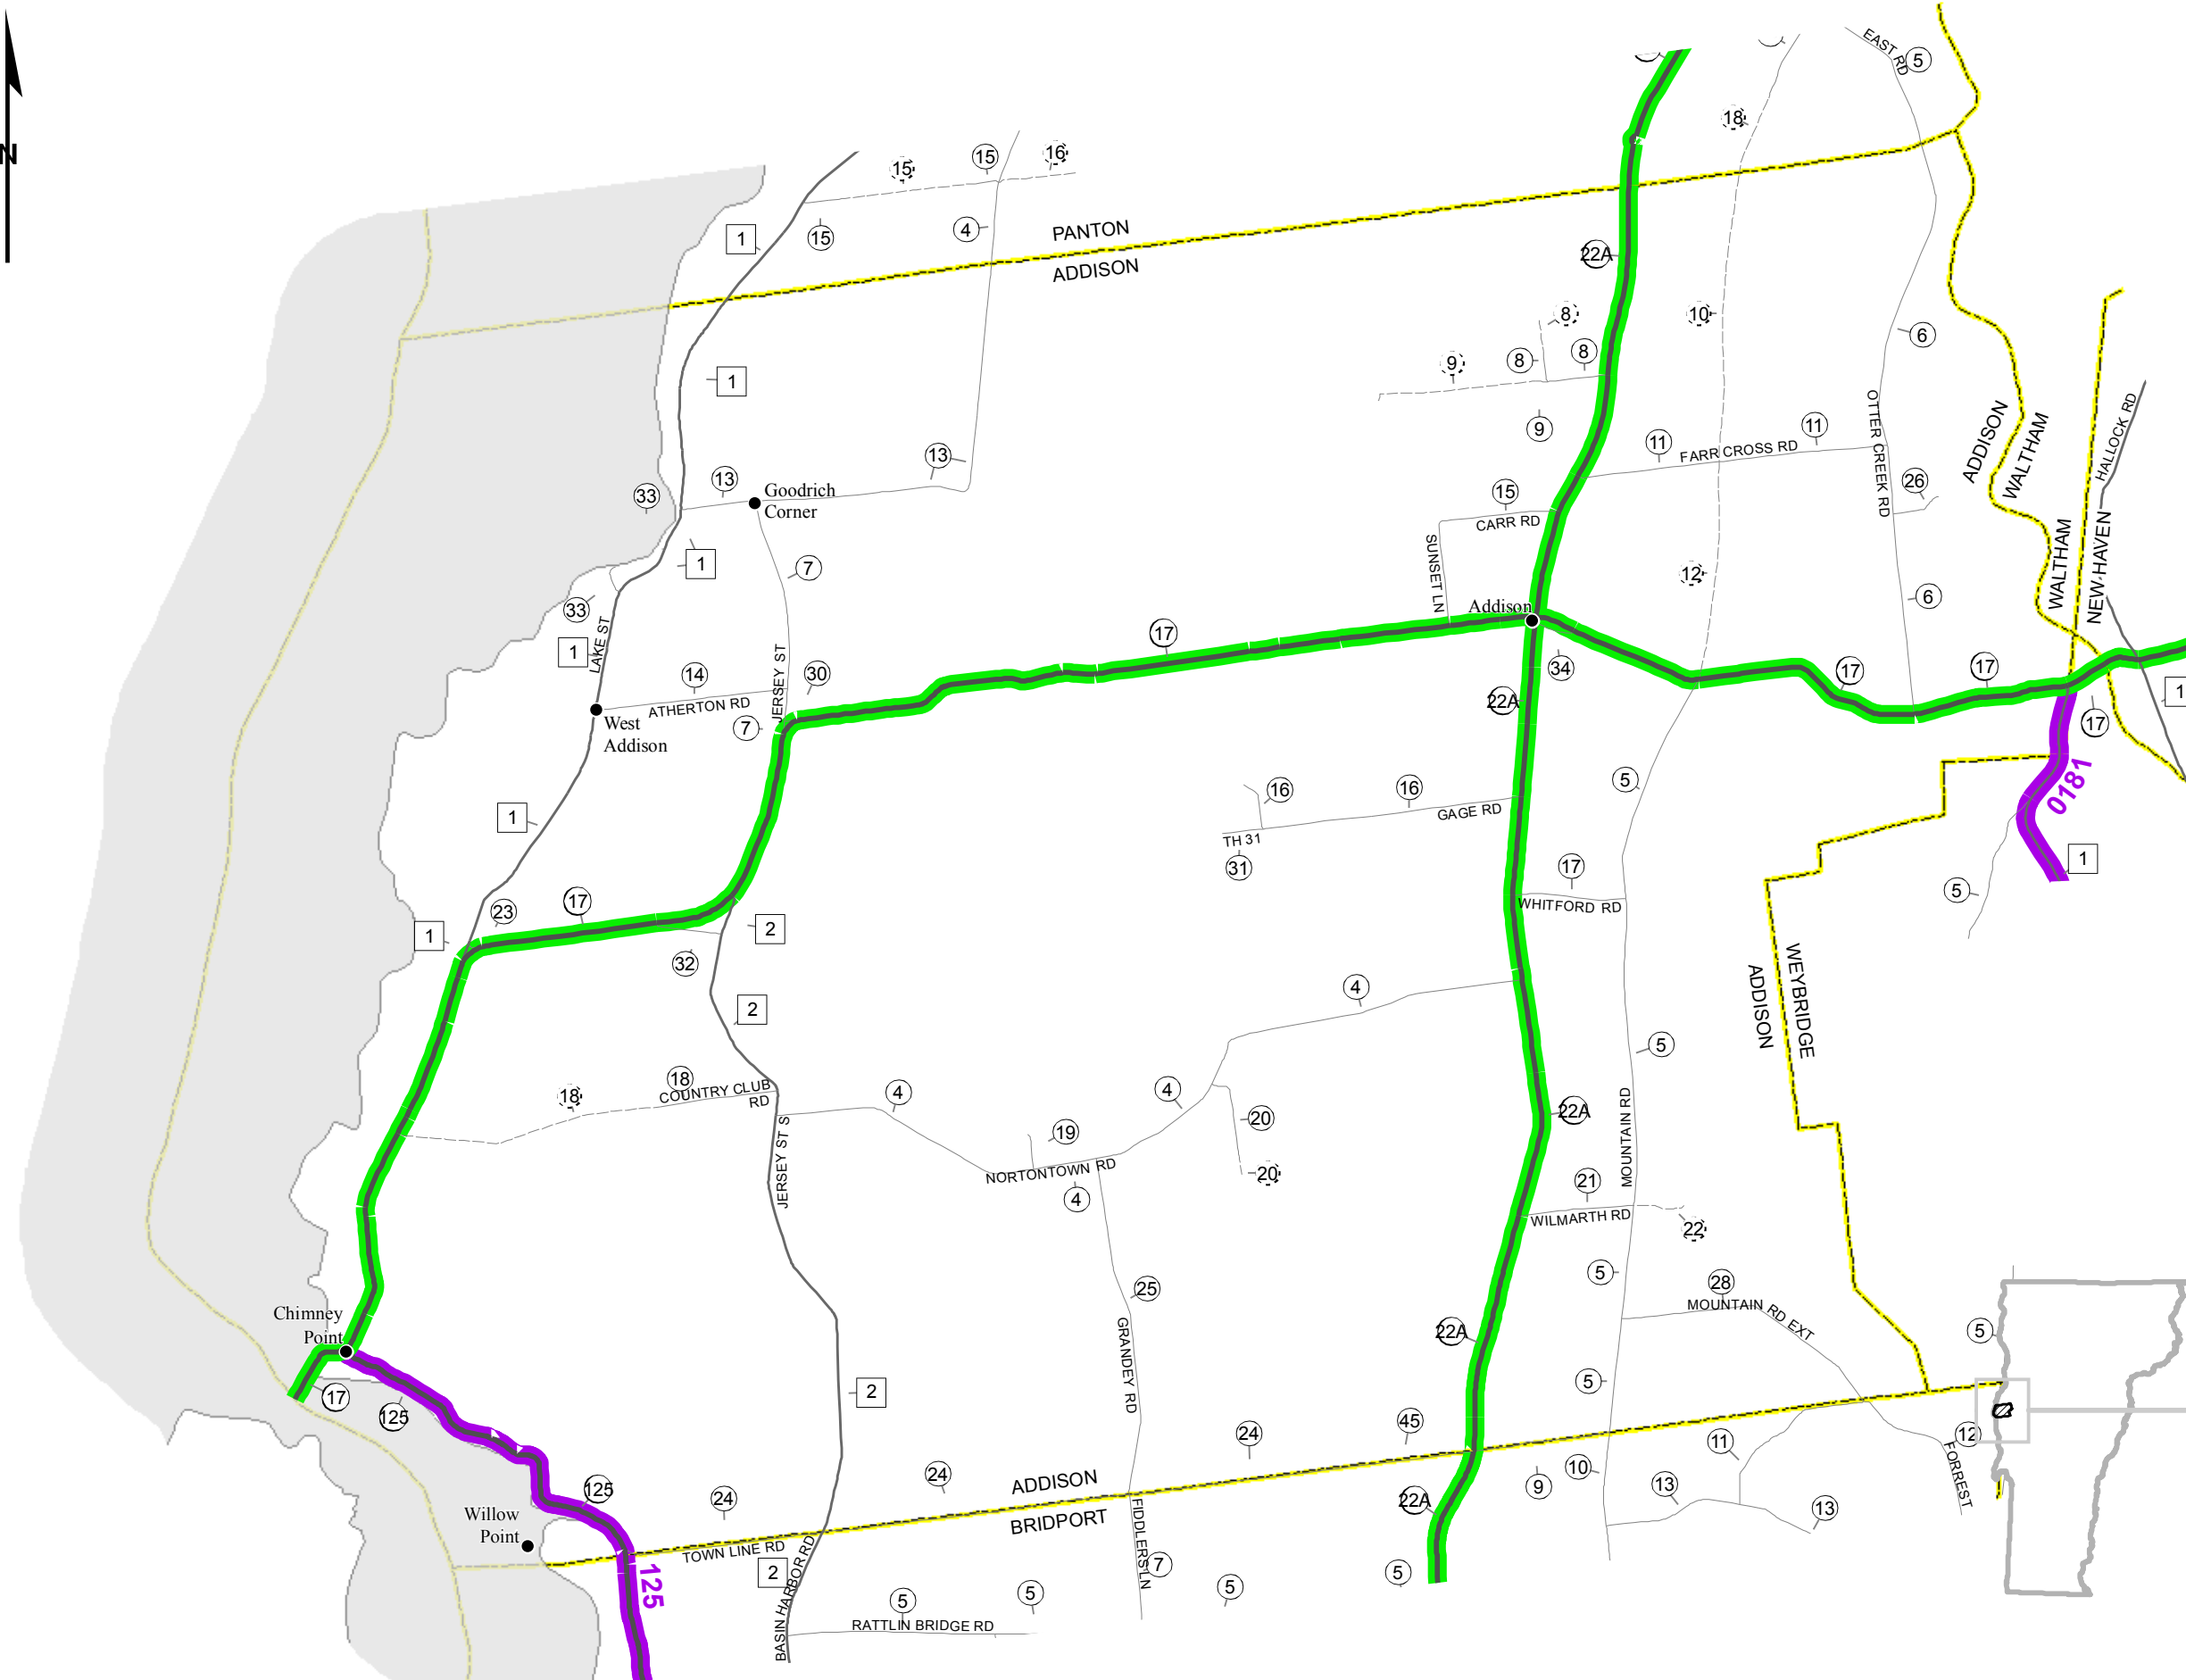 EAST RD
5
18
N
15
15
16
1
15
4
PANTON
ADDISON
22A
10
8
8
8
9
6
1
9
11
11
FARR CROSS RD
OTTER CREEK RD
ADDISON
WALTHAM
HALLOCK RD
13
13
33
Goodrich
Corner
15
CARR RD
26
SUNSET LN
1
7
12
WALTHAM
NEW HAVEN
33
6
Addison
LAKE ST
1
17
34
JERSEY ST
14
30
ATHERTON RD
17
17
22A
1
West
Addison
7
17
5
16
16
GAGE RD
0181
1
TH 31
31
1
17
WHITFORD RD
5
23
17
1
2
32
WEYBRIDGE
ADDISON
4
2
5
18
18
COUNTRY CLUB
RD
4
4
22A
20
19
JERSEY ST S
NORTONTOWN RD
4
20
MOUNTAIN RD
21
WILMARTH RD
22
5
28
25
MOUNTAIN RD EXT
Chimney
Point
GRANDEY RD
22A
5
17
125
2
5
45
24
24
12
11
10
FORREST
ADDISON
BRIDPORT
9
13
13
125
24
22A
Willow
Point
TOWN LINE RD
FIDDLERS LN
7
125
2
BASIN HARBOR RD
5
5
5
5
RATTLIN BRIDGE RD